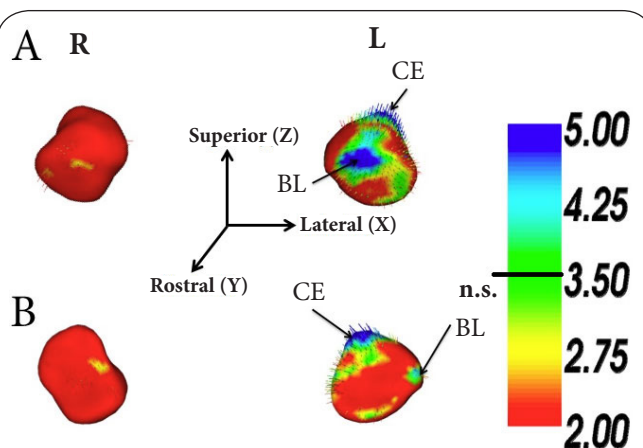 A
R
L
CE
Superior (Z)
BL
Lateral (X)
Rostral (Y)
B
CE
BL
5.00
4.25
n.s.
3.50
2.75
2.00